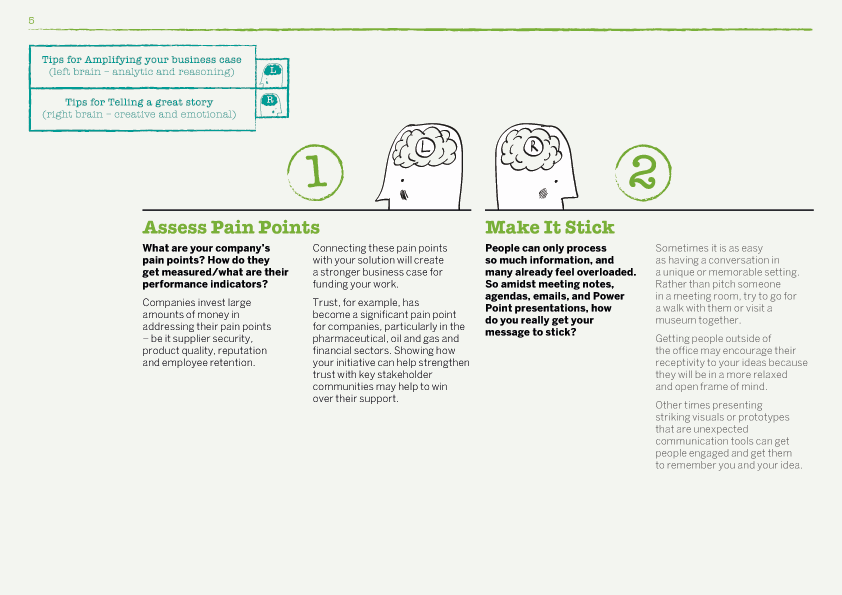 5
Tips for Amplifying your business case
(left brain – analytic and reasoning)
L
Tips for Telling a great story
(right brain – creative and emotional)
R
1
L
R
2
Assess Pain Points
What are your company's
pain points? How do they
get measured/what are their
performance indicators?
Companies invest large
amounts of money in
addressing their pain points
– be it supplier security,
product quality, reputation
and employee retention.
Connecting these pain points
with your solution will create
a stronger business case for
funding your work.
Trust, for example, has
become a significant pain point
for companies, particularly in the
pharmaceutical, oil and gas and
financial sectors. Showing how
your initiative can help strengthen
trust with key stakeholder
communities may help to win
over their support.
Make It Stick
People can only process
so much information, and
many already feel overloaded.
So amidst meeting notes,
agendas, emails, and Power
Point presentations, how
do you really get your
message to stick?
Sometimes it is as easy
as having a conversation in
a unique or memorable setting.
Rather than pitch someone
in a meeting room, try to go for
a walk with them or visit a
museum together.
Getting people outside of
the office may encourage their
receptivity to your ideas because
they will be in a more relaxed
and open frame of mind.
Other times presenting
striking visuals or prototypes
that are unexpected
communication tools can get
people engaged and get them
to remember you and your idea.